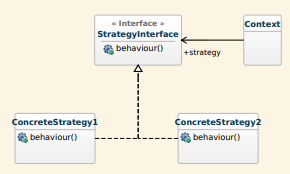 « Interface »
StrategyInterface
behaviour()
Context
+strategy
ConcreteStrategy1
behaviour()
ConcreteStrategy2
behaviour()